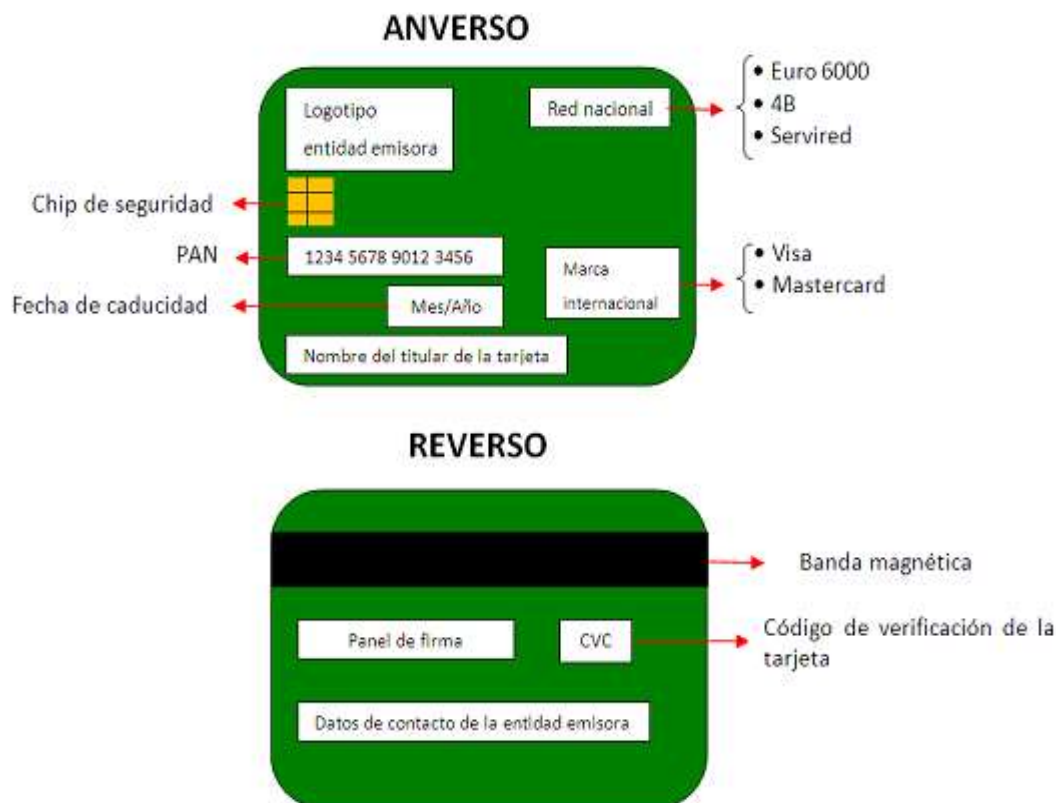 ANVERSO
Logotipo
entidad emisora
Red nacional
• Euro 6000
• 4B
• Servired
Chip de seguridad
PAN
1234 5678 9012 3456
Marca
internacional
• Visa
• Mastercard
Fecha de caducidad
Mes/Año
Nombre del titular de la tarjeta
REVERSO
Banda magnética
Panel de firma
CVC
Código de verificación de la
tarjeta
Datos de contacto de la entidad emisora